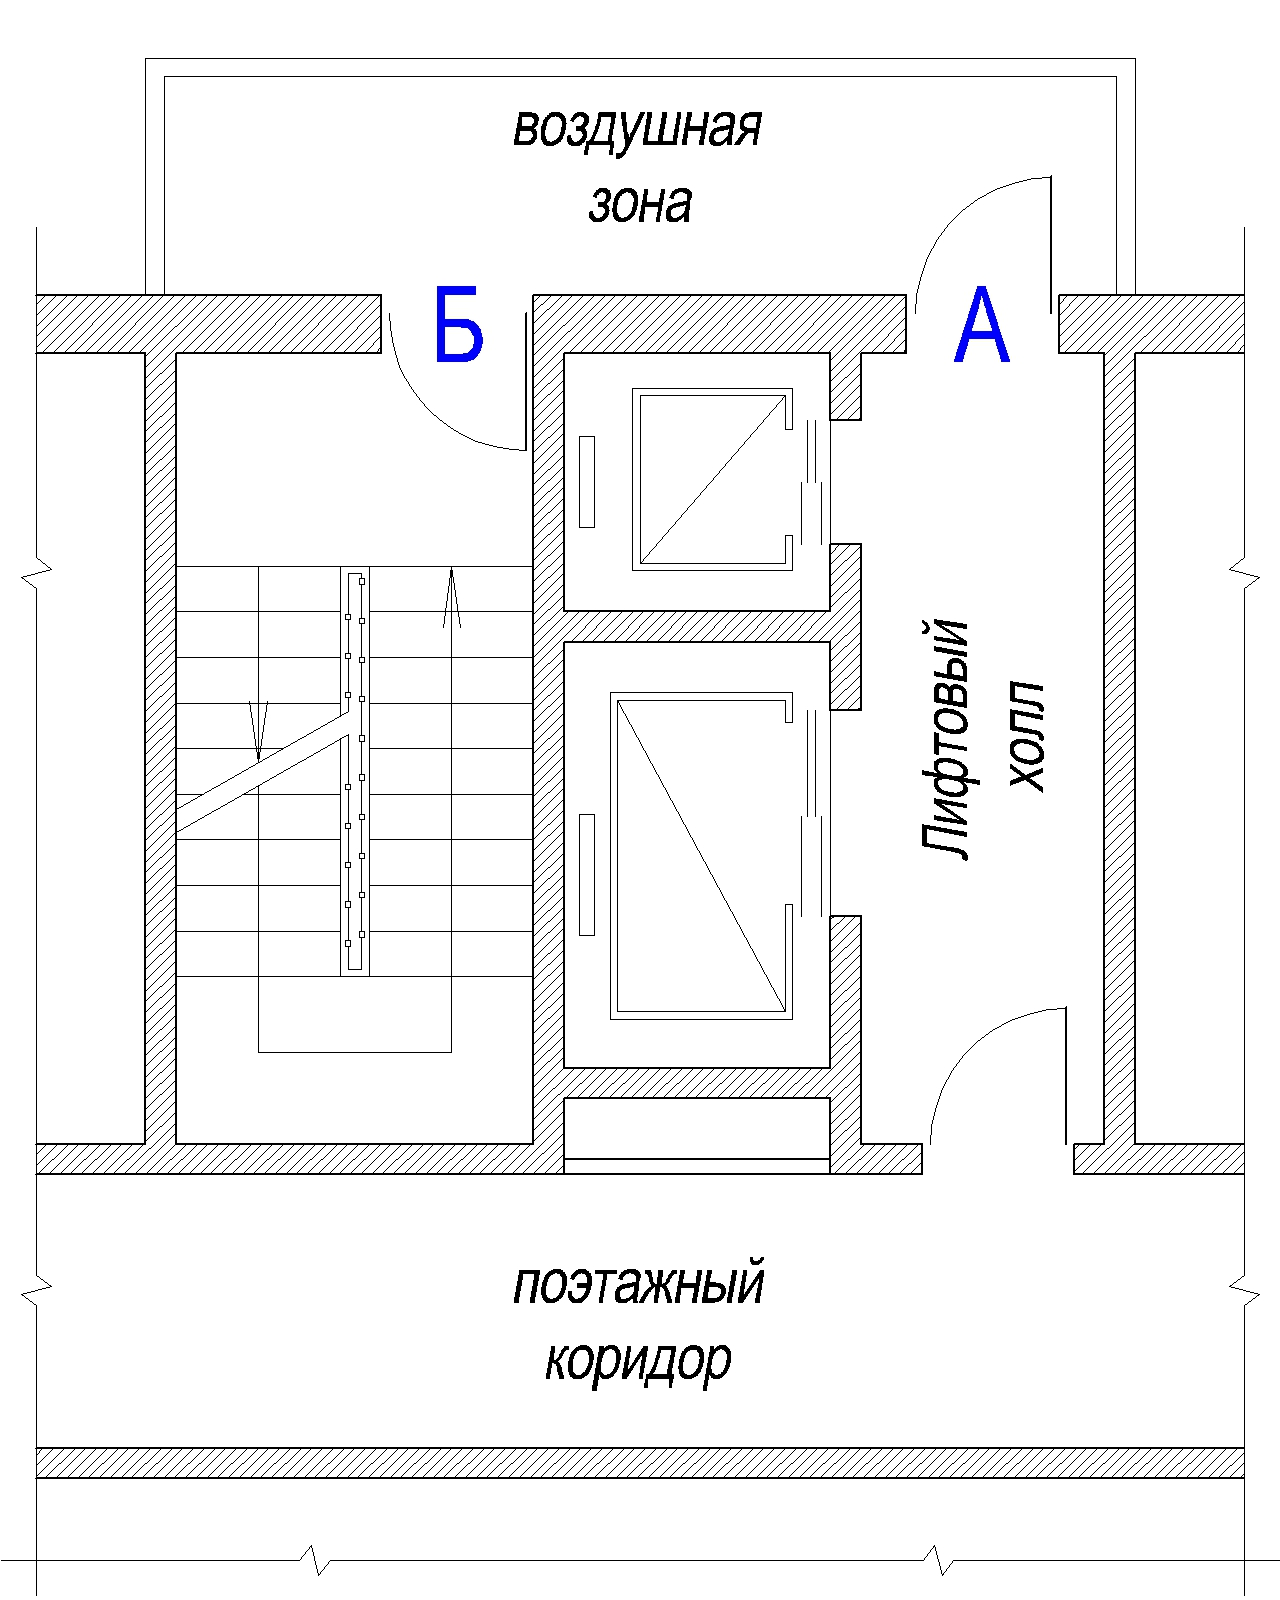 воздушная
зона
Б
А
Лифтовый
холл
поэтажный
коридор